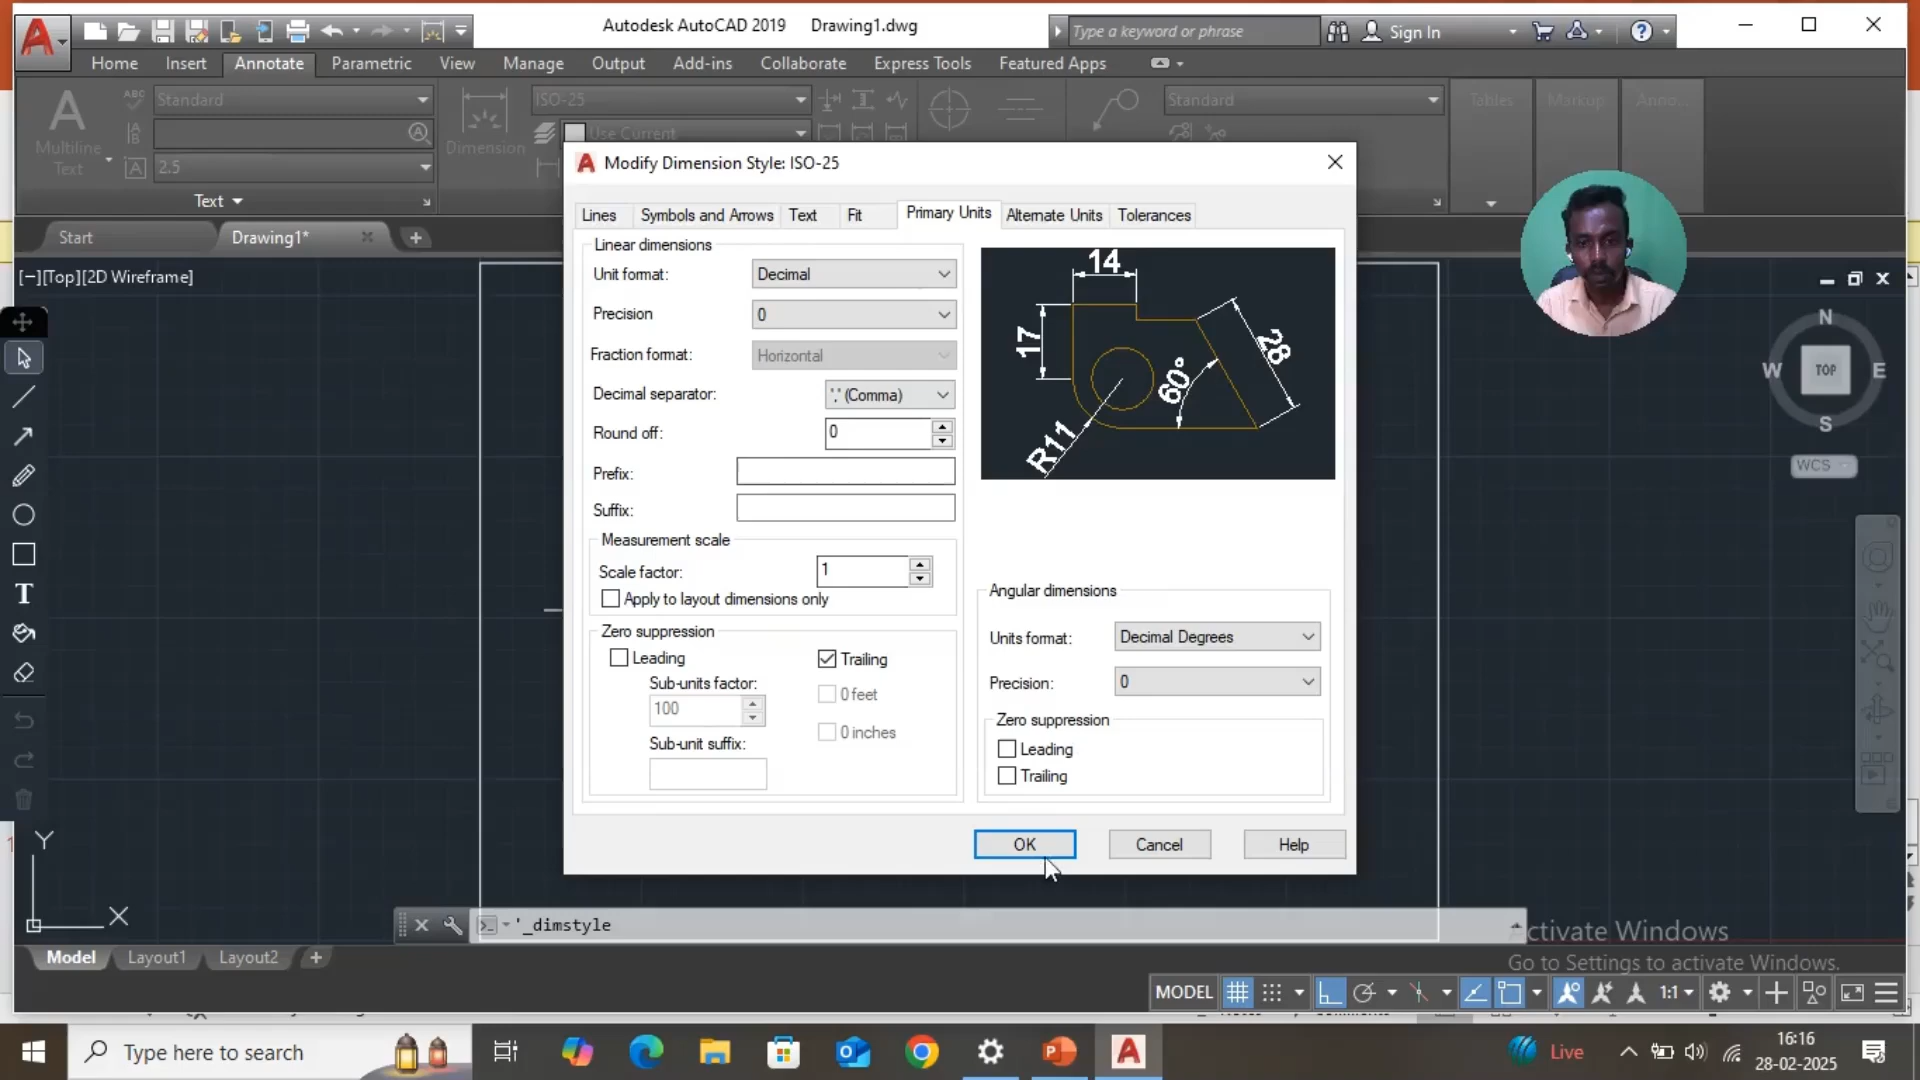 Autodesk AutoCAD 2019 Drawing1.dwg
Type a keyword or phrase
Sign In
Home Insert Annotate Parametric View Manage Output Add-ins Collaborate Express Tools Featured Apps
Multiline Text
ABC
Standard
2.5
Text
Dimension
ISO-25
Use Current
Standard
Tables
Markup
Anno...
Start
Drawing1*
[−][Top][2D Wireframe]
Modify Dimension Style: ISO-25
Lines Symbols and Arrows Text Fit Primary Units Alternate Units Tolerances
Linear dimensions
Unit format: Decimal
Precision 0
Fraction format: Horizontal
Decimal separator: ',' (Comma)
Round off: 0
Prefix:
Suffix:
Measurement scale
Scale factor: 1
Apply to layout dimensions only
Zero suppression
Leading
Trailing
Sub-units factor:
100
0 feet
0 inches
Sub-unit suffix:
14
17
28
60°
R11
Angular dimensions
Units format: Decimal Degrees
Precision: 0
Zero suppression
Leading
Trailing
OK Cancel Help
N
W TOP E
S
WCS
Y
X
'_dimstyle
Model Layout1 Layout2
Activate Windows
Go to Settings to activate Windows.
MODEL
1:1
Type here to search
Live
16:16
28-02-2025